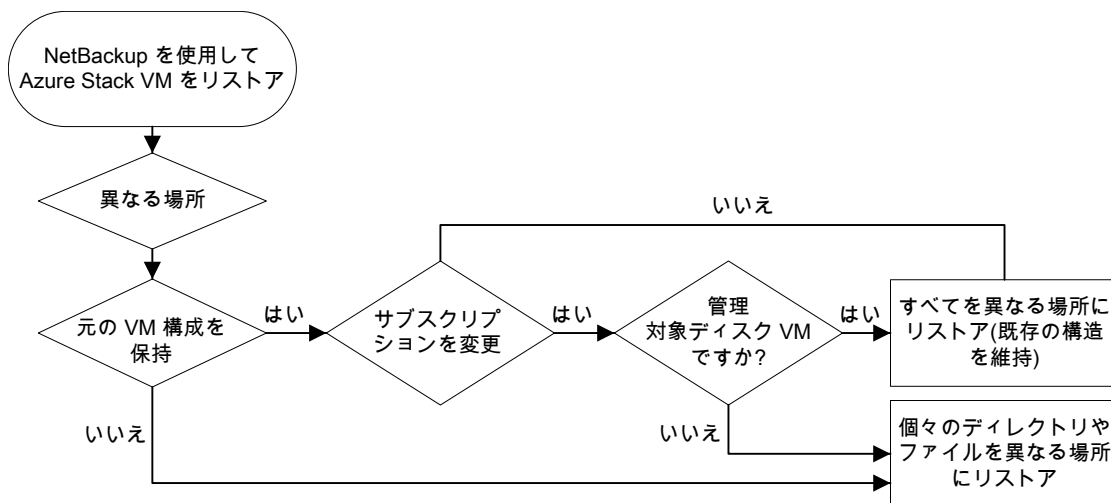 NetBackup を使用して
Azure Stack VM をリストア
異なる場所
いいえ
元の VM 構成を
保持
はい
サブスクリプ
ションを変更
はい
管理
対象ディスク VM
ですか?
はい
すべてを異なる場所に
リストア(既存の構造
を維持)
いいえ
いいえ
個々のディレクトリや
ファイルを異なる場所
にリストア